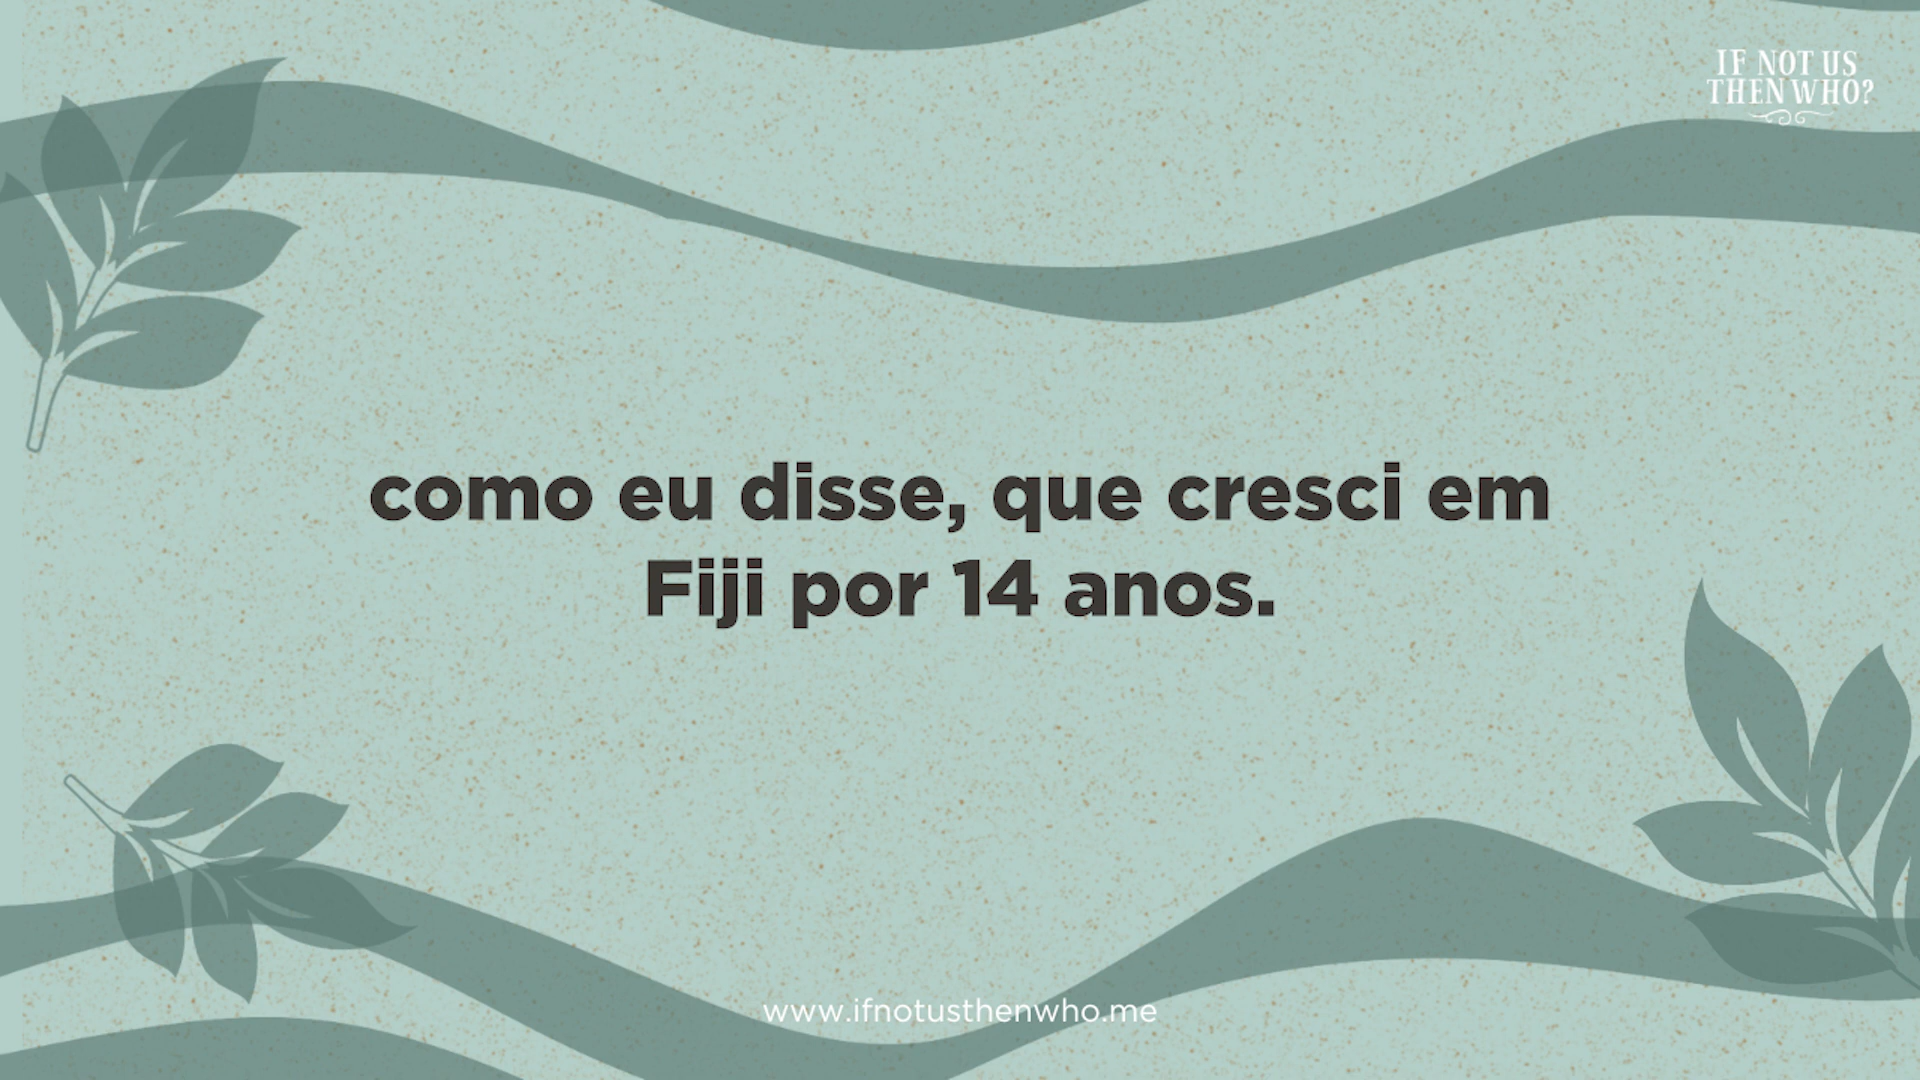 IF NOT US
THEN WHO?
como eu disse, que cresci em
Fiji por 14 anos.
www.ifnotusthenwho.me